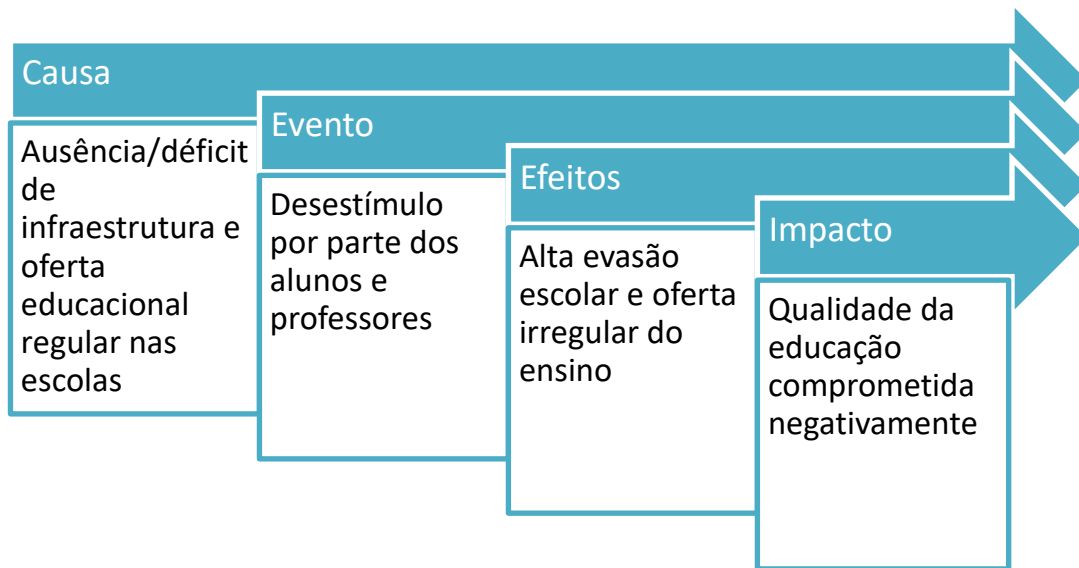 Causa
Ausência/déficit
de
infraestrutura e
oferta
educacional
regular nas
escolas
Evento
Desestímulo
por parte dos
alunos e
professores
Efeitos
Alta evasão
escolar e oferta
irregular do
ensino
Impacto
Qualidade da
educação
comprometida
negativamente